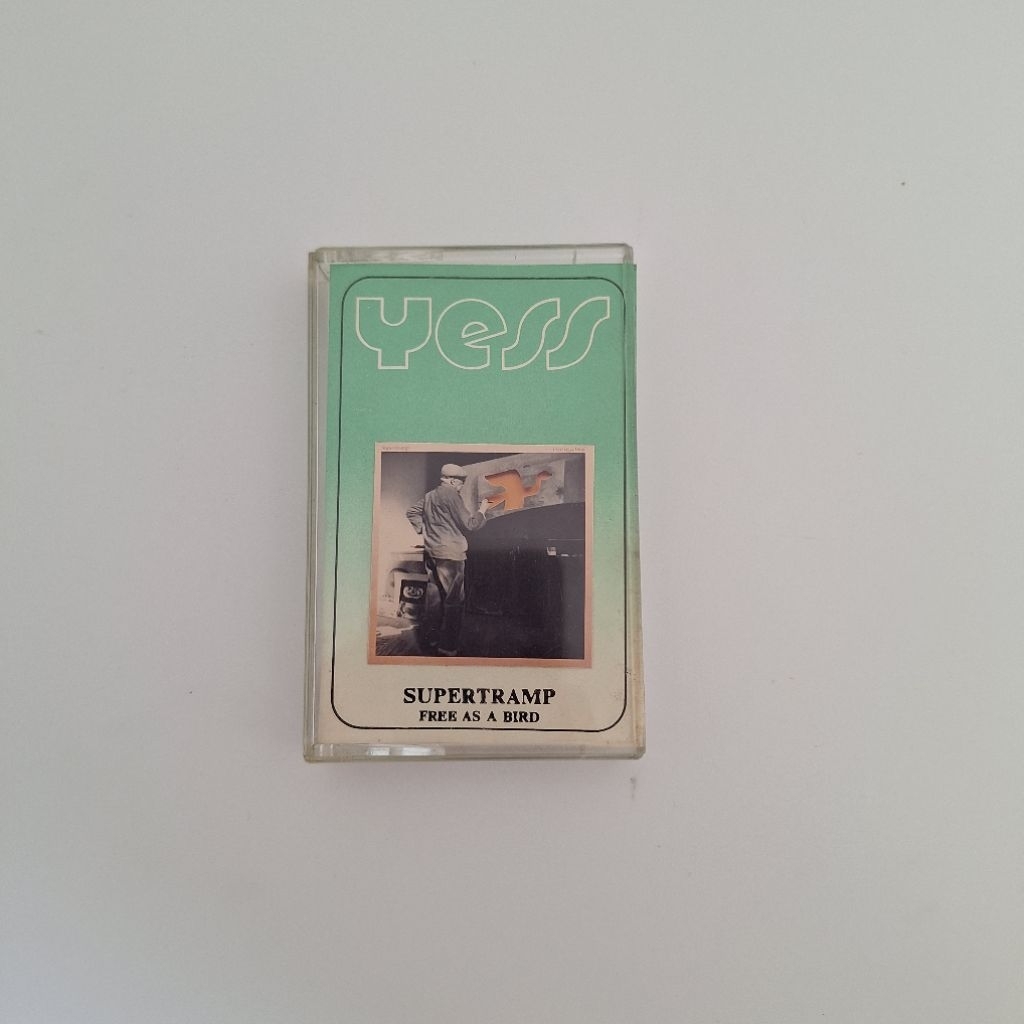 Yess
SUPERTRAMP
FREE AS A BIRD